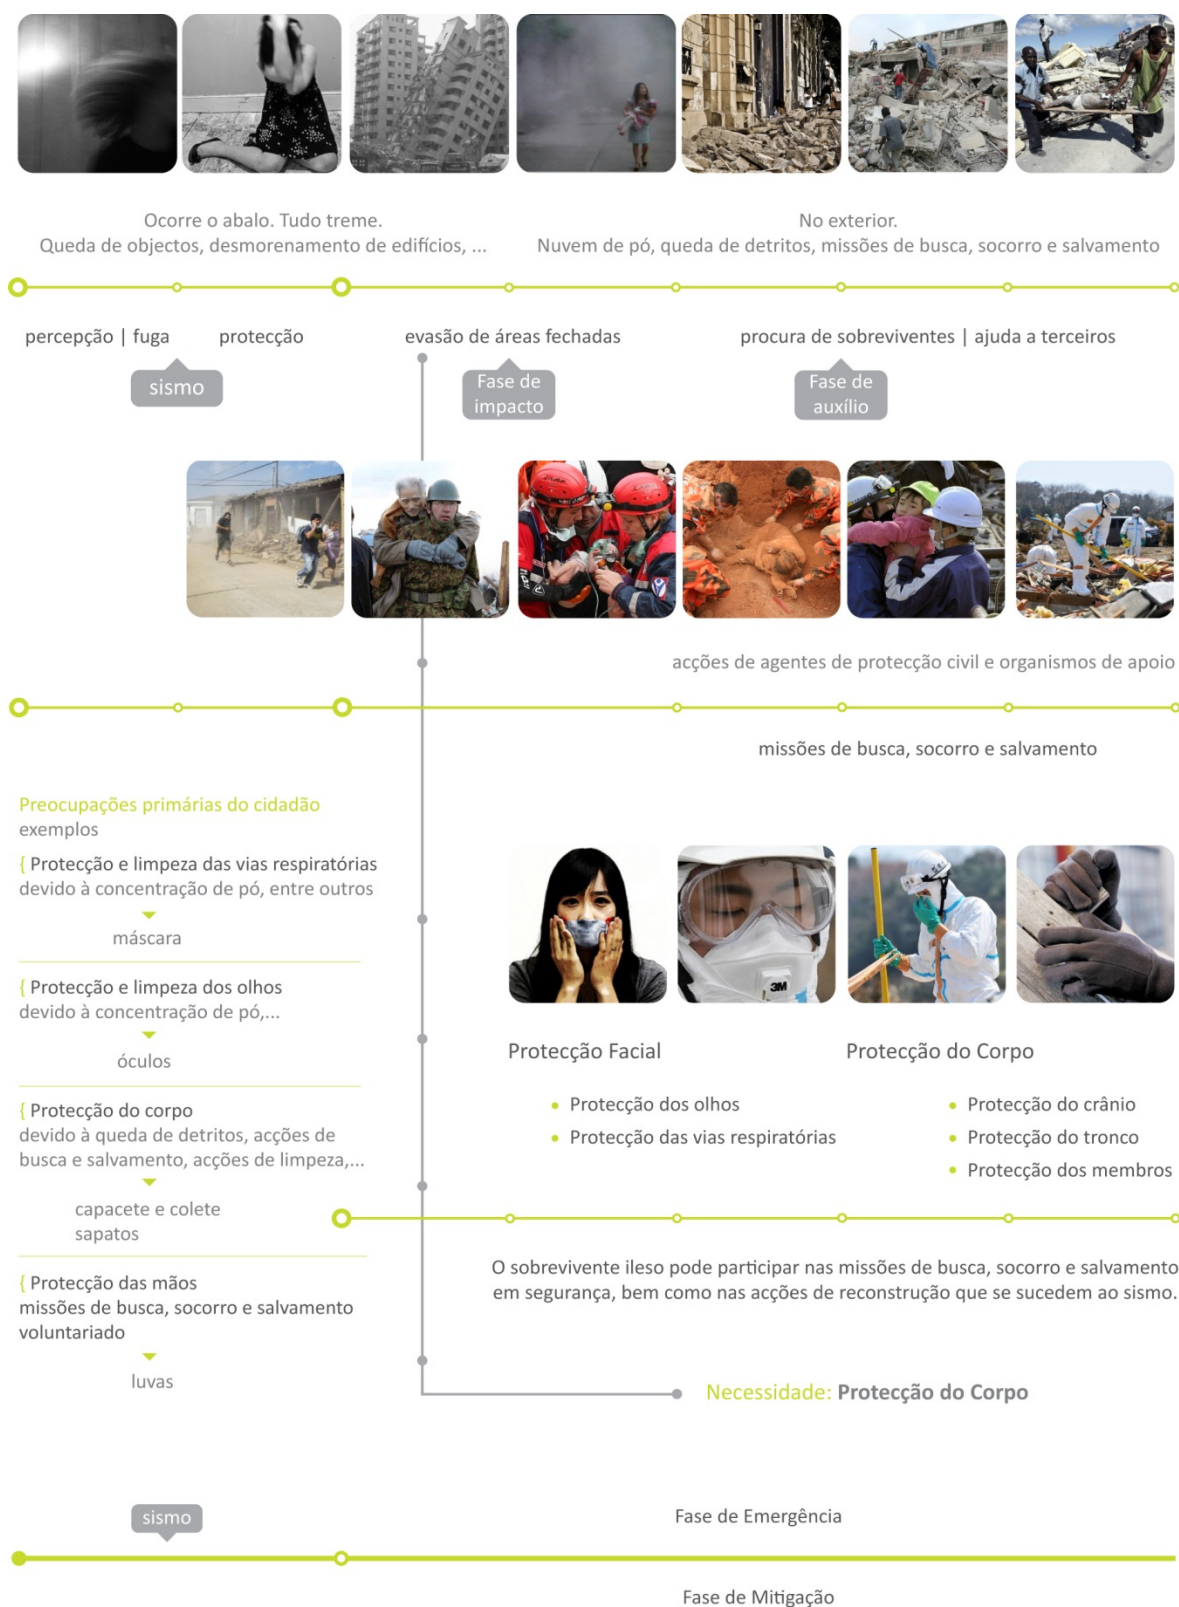 Ocorre o abalo. Tudo treme.
Queda de objectos, desmorenamento de edifícios, ...
No exterior.
Nuvem de pó, queda de detritos, missões de busca, socorro e salvamento
percepção | fuga
protecção
evasão de áreas fechadas
procura de sobreviventes | ajuda a terceiros
sismo
Fase de
impacto
Fase de
auxílio
acções de agentes de protecção civil e organismos de apoio
missões de busca, socorro e salvamento
Preocupações primárias do cidadão
exemplos
{ Protecção e limpeza das vias respiratórias
devido à concentração de pó, entre outros
máscara
{ Protecção e limpeza dos olhos
devido à concentração de pó,...
óculos
{ Protecção do corpo
devido à queda de detritos, acções de
busca e salvamento, acções de limpeza,...
capacete e colete
sapatos
{ Protecção das mãos
missões de busca, socorro e salvamento
voluntariado
luvas
3M
Protecção Facial
• Protecção dos olhos
• Protecção das vias respiratórias
Protecção do Corpo
• Protecção do crânio
• Protecção do tronco
• Protecção dos membros
O sobrevivente ileso pode participar nas missões de busca, socorro e salvamento
em segurança, bem como nas acções de reconstrução que se sucedem ao sismo.
Necessidade: Protecção do Corpo
sismo
Fase de Emergência
Fase de Mitigação